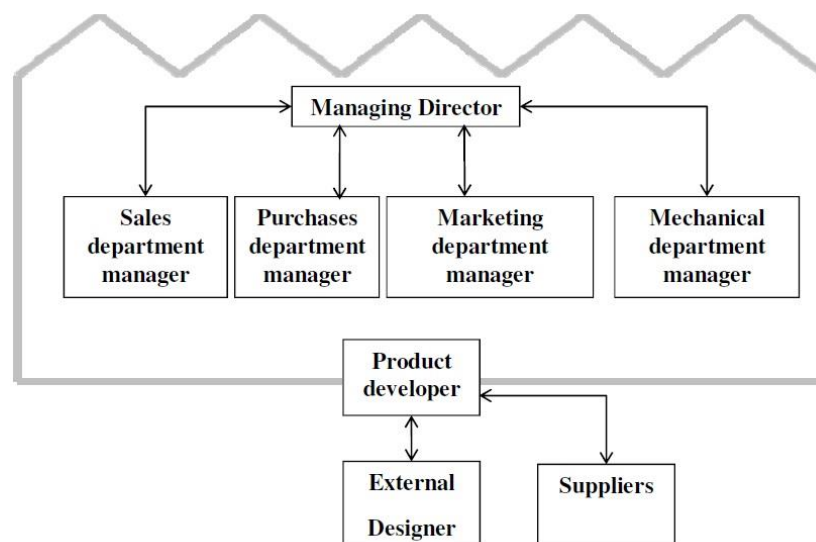 Managing Director
Sales
department
manager
Purchases
department
manager
Marketing
department
manager
Mechanical
department
manager
Product
developer
External
Designer
Suppliers